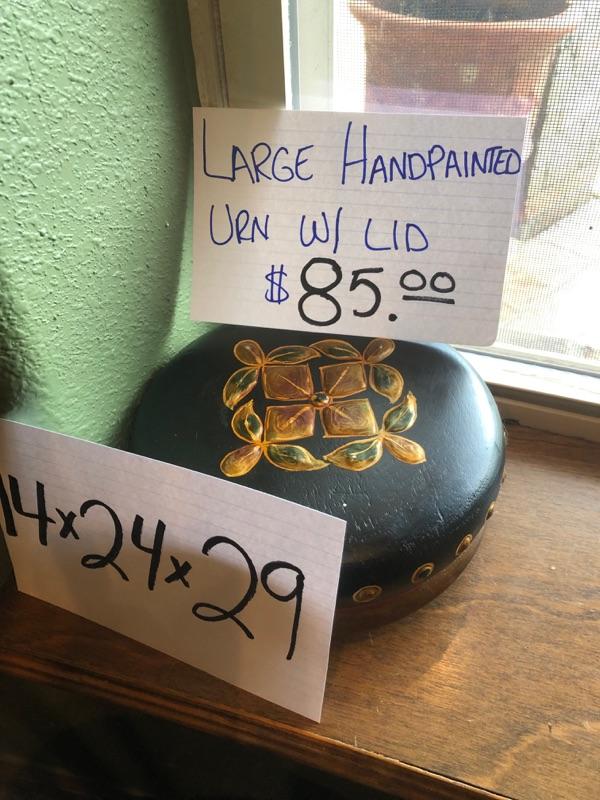 LARGE HANDPAINTED
URN W/ LID
$85.00
14x24x29